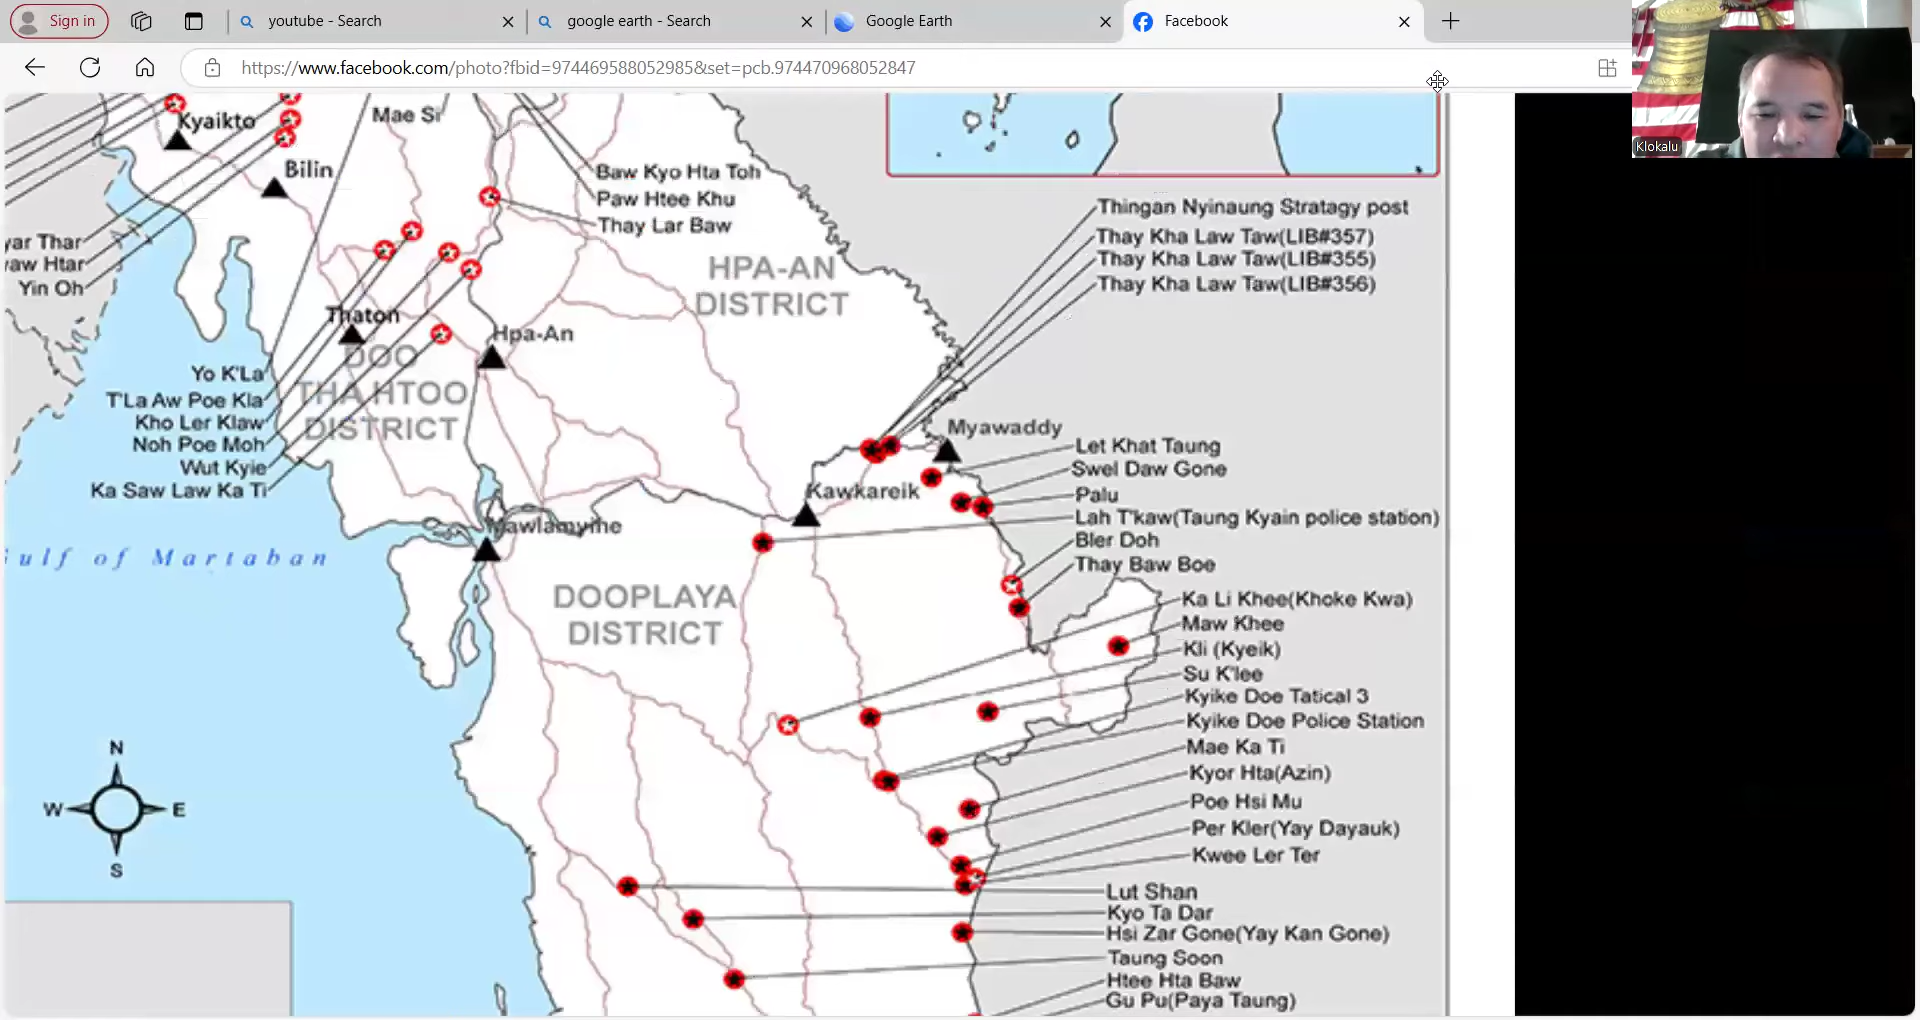 Sign in
youtube - Search
google earth - Search
Google Earth
Facebook
https://www.facebook.com/photo?fbid=974469588052985&set=pcb.974470968052847
Klokalu
Kyaikto
Mae Si
Bilin
Baw Kyo Hta Toh
Paw Htee Khu
Thay Lar Baw
yar Thar
yaw Htar
Yin Oh
HPA-AN
DISTRICT
Thingan Nyinaung Stratagy post
Thay Kha Law Taw(LIB#357)
Thay Kha Law Taw(LIB#355)
Thay Kha Law Taw(LIB#356)
Thaton
Hpa-An
DOO
THA HTOO
DISTRICT
Yo K'La
T'La Aw Poe Kla
Kho Ler Klaw
Noh Poe Moh
Wut Kyie
Ka Saw Law Ka Ti
Myawaddy
Kawkareik
Mawlamyine
Let Khat Taung
Swel Daw Gone
Palu
Lah T'kaw(Taung Kyain police station)
Bler Doh
Thay Baw Boe
ulf of Martaban
DOOPLAYA
DISTRICT
Ka Li Khee(Khoke Kwa)
Maw Khee
Kli (Kyeik)
Su K'lee
Kyike Doe Tatical 3
Kyike Doe Police Station
Mae Ka Ti
Kyor Hta(Azin)
Poe Hsi Mu
Per Kler(Yay Dayauk)
Kwee Ler Ter
N
W
E
S
Lut Shan
Kyo Ta Dar
Hsi Zar Gone(Yay Kan Gone)
Taung Soon
Htee Hta Baw
Gu Pu(Paya Taung)